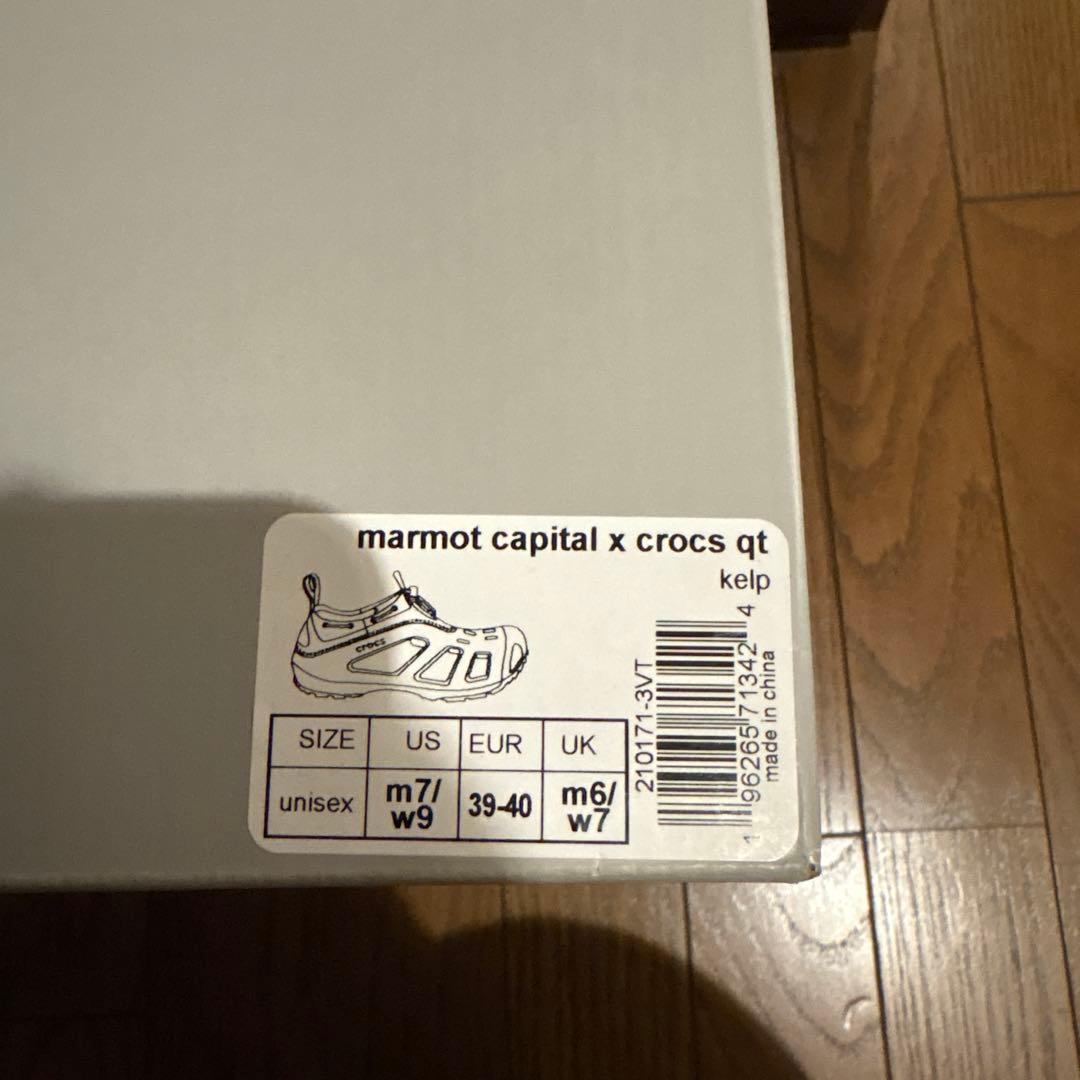 marmot capital x crocs qt
kelp
crocs
SIZE US EUR UK
unisex m7/w9 39-40 m6/w7
210171-3VT
1 96265 71342 4
made in china